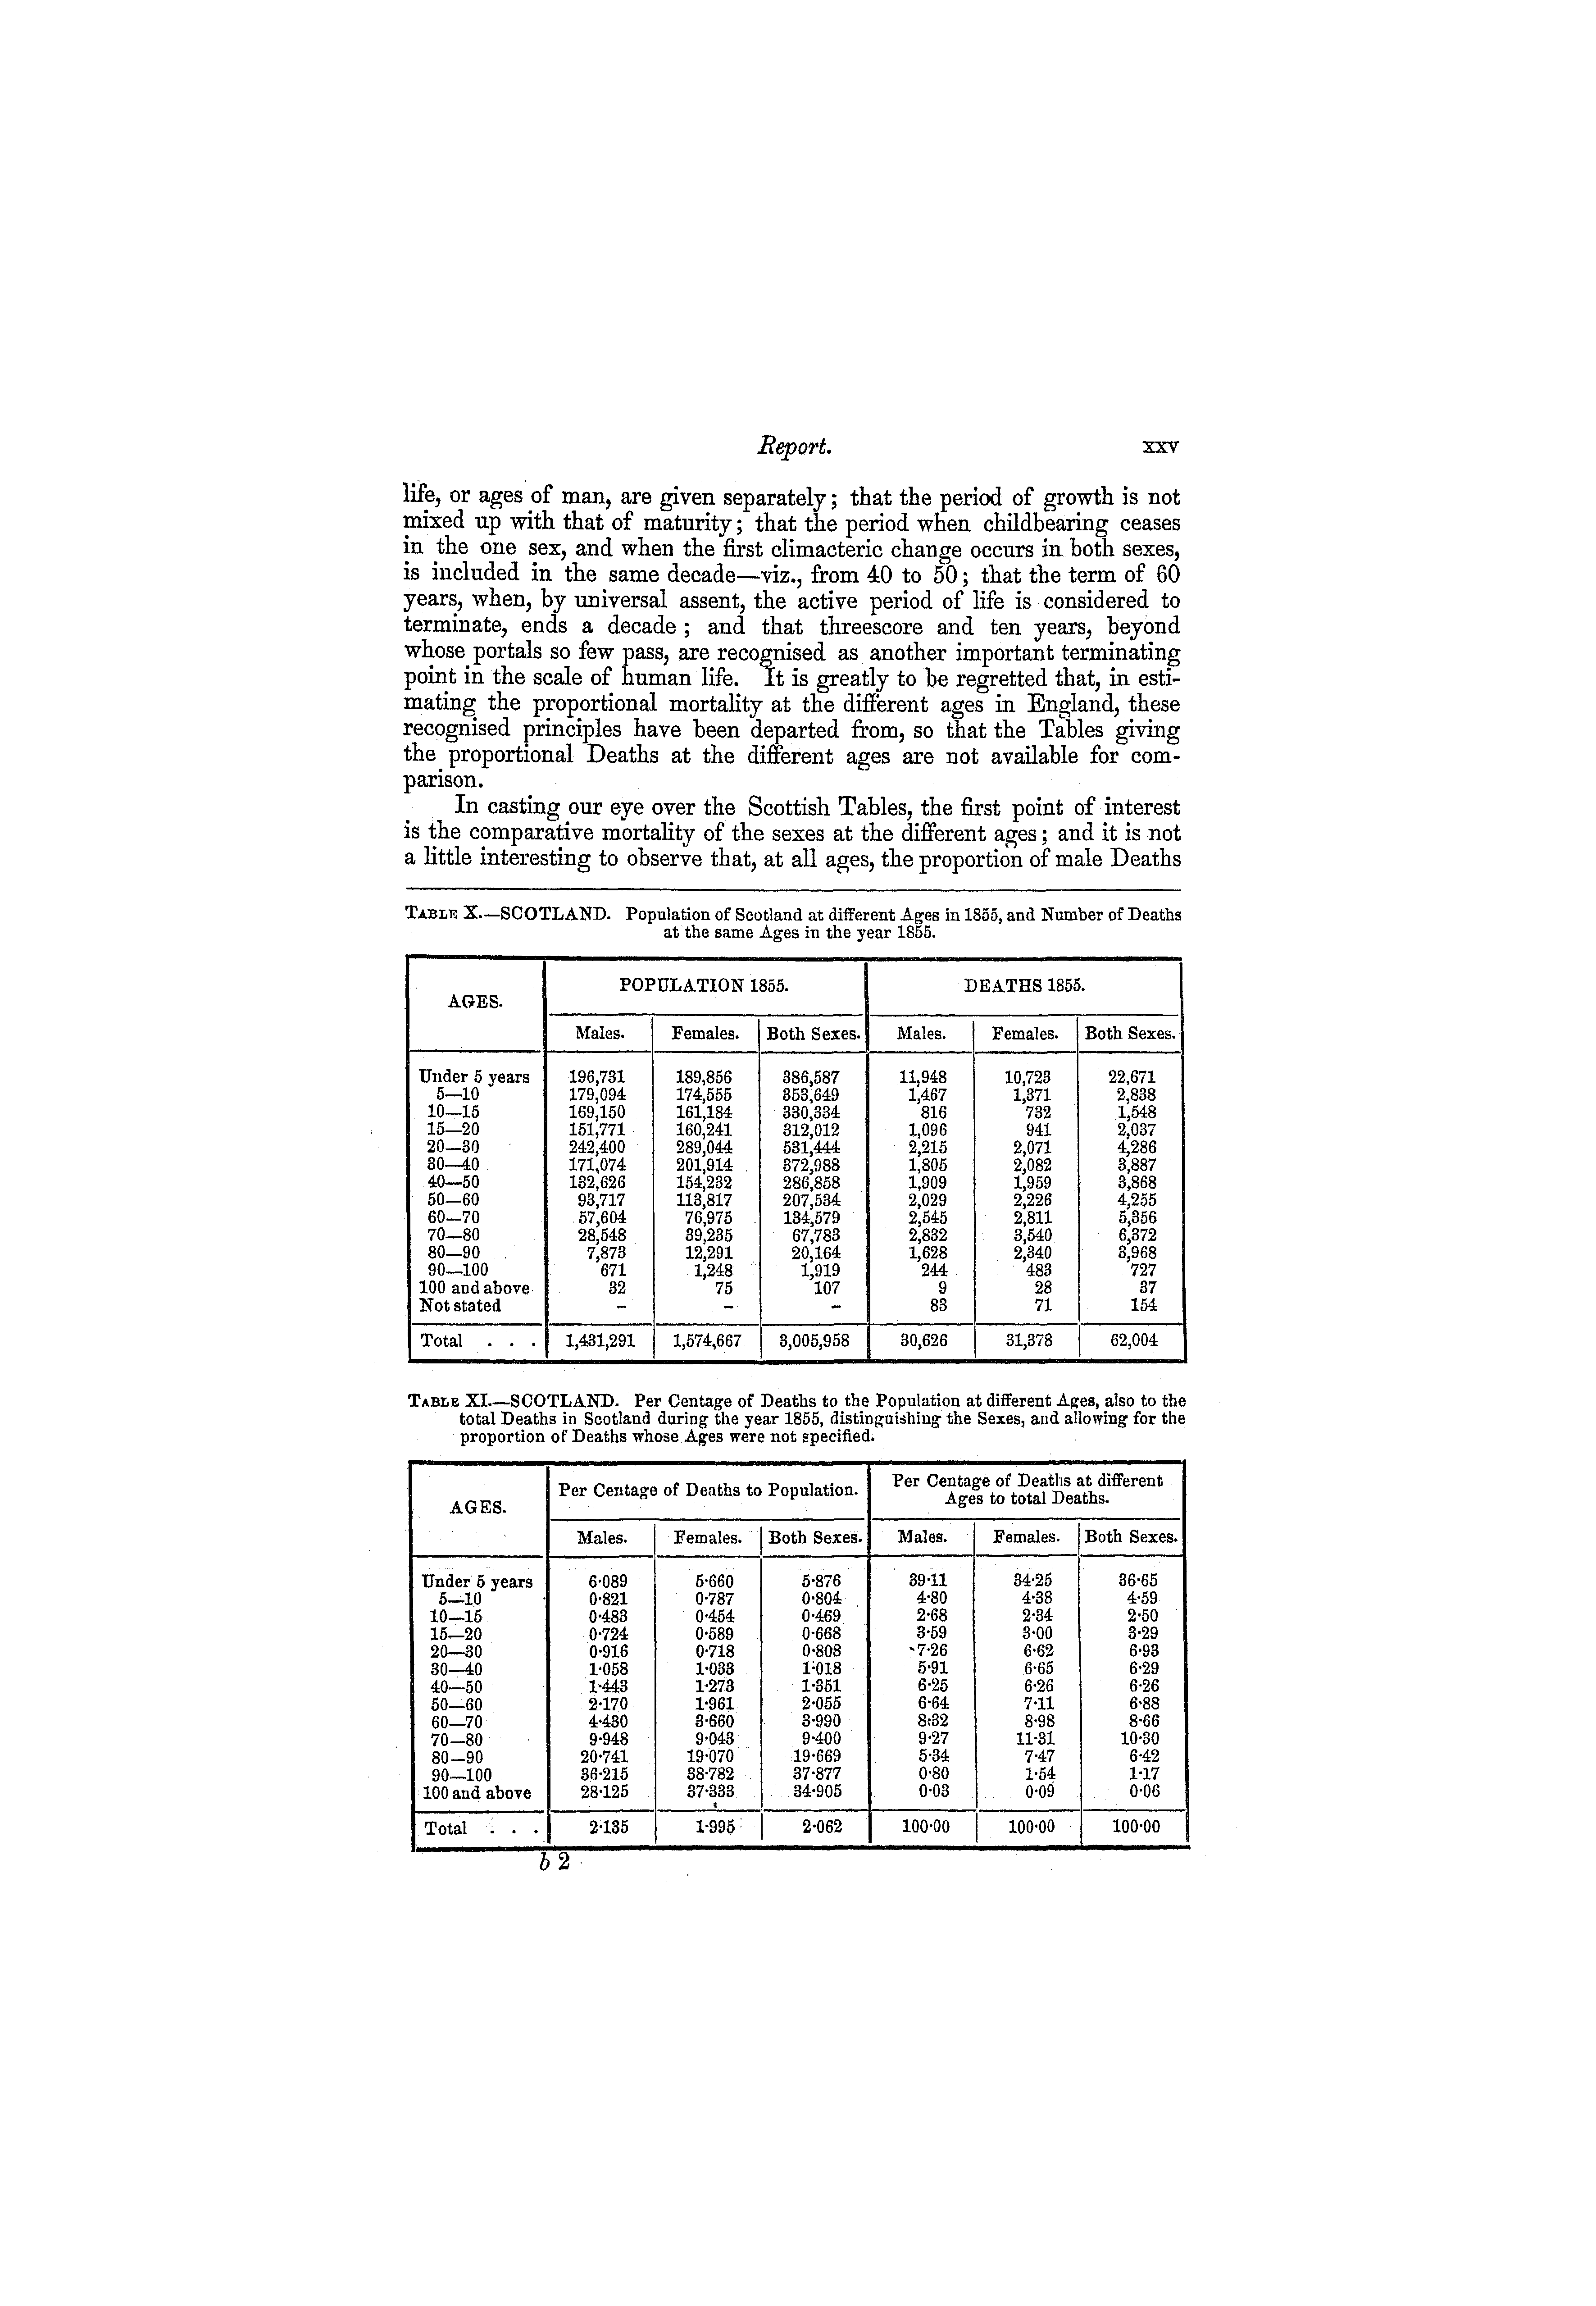 Report.
xxv
life, or ages of man, are given separately; that the period of growth is not
mixed up with that of maturity; that the period when childbearing ceases
in the one sex, and when the first climacteric change occurs in both sexes,
is included in the same decade—viz., from 40 to 50; that the term of 60
years, when, by universal assent, the active period of life is considered to
terminate, ends a decade; and that threescore and ten years, beyond
whose portals so few pass, are recognised as another important terminating
point in the scale of human life. It is greatly to be regretted that, in esti-
mating the proportional mortality at the different ages in England, these
recognised principles have been departed from, so that the Tables giving
the proportional Deaths at the different ages are not available for com-
parison.
In casting our eye over the Scottish Tables, the first point of interest
is the comparative mortality of the sexes at the different ages; and it is not
a little interesting to observe that, at all ages, the proportion of male Deaths
TABLE X.—SCOTLAND. Population of Scotland at different Ages in 1855, and Number of Deaths
at the same Ages in the year 1855.
AGES. POPULATION 1855. DEATHS 1855.
Males. Females. Both Sexes. Males. Females. Both Sexes.
Under 5 years 196,731 189,856 386,587 11,948 10,723 22,671
5—10 179,094 174,555 353,649 1,467 1,371 2,838
10—15 169,150 161,184 330,334 816 732 1,548
15—20 151,771 160,241 312,012 1,096 941 2,037
20—30 242,400 289,044 531,444 2,215 2,071 4,286
30—40 171,074 201,914 372,988 1,805 2,082 3,887
40—50 132,626 154,232 286,858 1,909 1,959 3,868
50—60 93,717 113,817 207,534 2,029 2,226 4,255
60—70 57,604 76,975 134,579 2,545 2,811 5,356
70—80 28,548 39,235 67,783 2,832 3,540 6,372
80—90 7,873 12,291 20,164 1,628 2,340 3,968
90—100 671 1,248 1,919 244 483 727
100 and above 32 75 107 9 28 37
Not stated – – – 83 71 154
Total . . . 1,431,291 1,574,667 3,005,958 30,626 31,378 62,004
TABLE XI.—SCOTLAND. Per Centage of Deaths to the Population at different Ages, also to the
total Deaths in Scotland during the year 1855, distinguishing the Sexes, and allowing for the
proportion of Deaths whose Ages were not specified.
AGES. Per Centage of Deaths to Population. Per Centage of Deaths at different
Ages to total Deaths.
Males. Females. Both Sexes. Males. Females. Both Sexes.
Under 5 years 6·089 5·660 5·876 39·11 34·25 36·65
5—10 0·821 0·787 0·804 4·80 4·38 4·59
10—15 0·483 0·454 0·469 2·68 2·34 2·50
15—20 0·724 0·589 0·668 3·59 3·00 3·29
20—30 0·916 0·718 0·808 7·26 6·62 6·93
30—40 1·058 1·033 1·018 5·91 6·65 6·29
40—50 1·443 1·273 1·351 6·25 6·26 6·26
50—60 2·170 1·961 2·055 6·64 7·11 6·88
60—70 4·430 3·660 3·990 8·32 8·98 8·66
70—80 9·948 9·043 9·400 9·27 11·31 10·30
80—90 20·741 19·070 19·669 5·34 7·47 6·42
90—100 36·215 38·782 37·877 0·80 1·54 1·17
100 and above 28·125 37·333 34·905 0·03 0·09 0·06
Total . . . 2·135 1·995 2·062 100·00 100·00 100·00
b 2